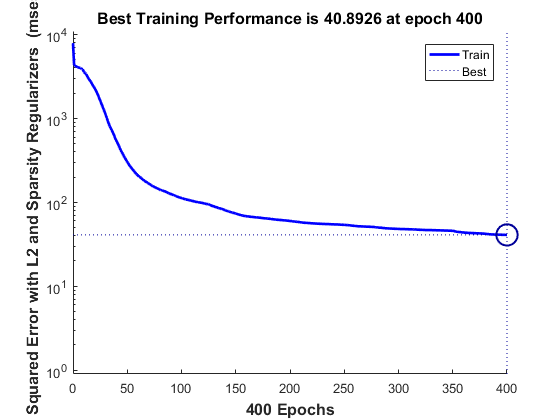 Best Training Performance is 40.8926 at epoch 400
Squared Error with L2 and Sparsity Regularizers (mse
10^4
10^3
10^2
10^1
10^0
Train
Best
0 50 100 150 200 250 300 350 400
400 Epochs